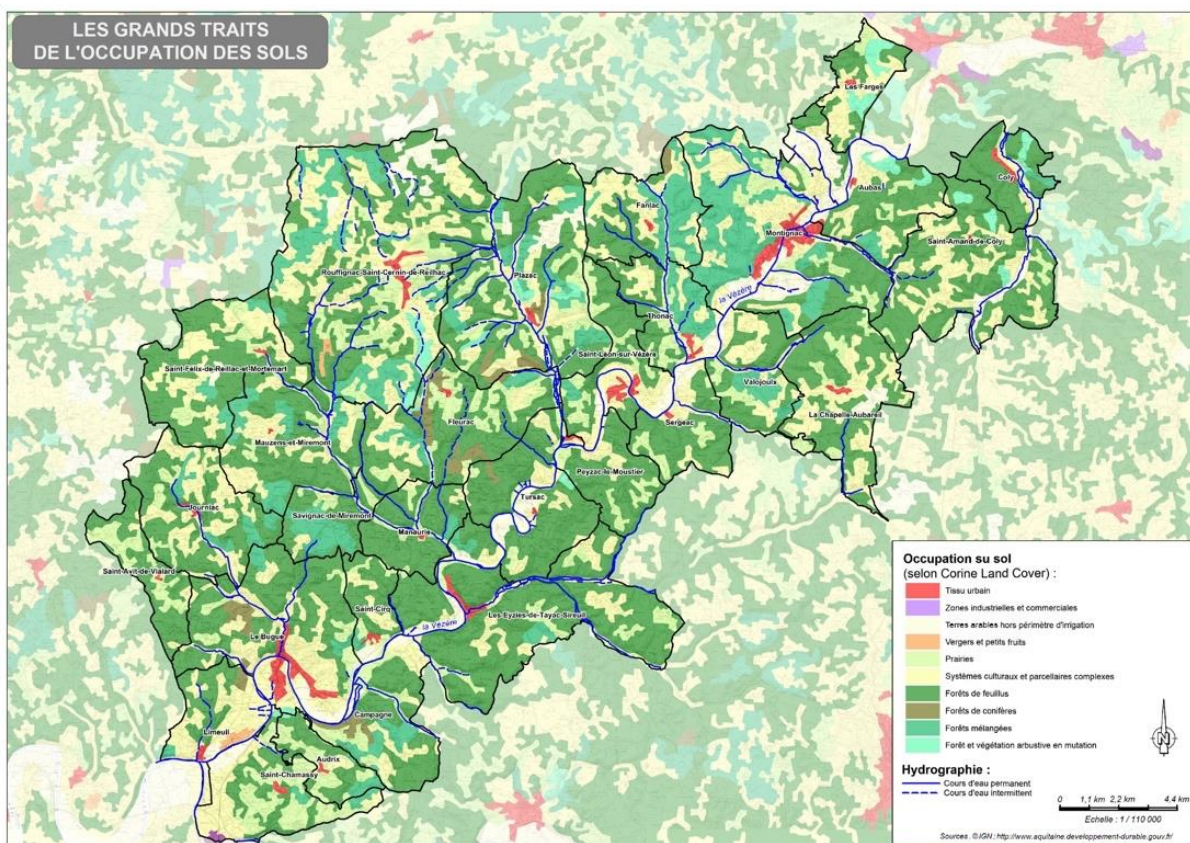 LES GRANDS TRAITS
DE L'OCCUPATION DES SOLS
Les Farges
Coly
Aubas
Fanlac
Montignac
Saint-Amand-de-Coly
Rouffignac-Saint-Cernin-de-Reilhac
Plazac
la Vézère
Thonac
Saint-Léon-sur-Vézère
Saint-Félix-de-Reillac-et-Mortemart
Valojoulx
La Chapelle-Aubareil
Fleurac
Sergeac
Mauzens-et-Miremont
Peyzac-le-Moustier
Tursac
Journiac
Savignac-de-Miremont
Manaurie
Saint-Avit-de-Vialard
Saint-Cirq
Les Eyzies-de-Tayac-Sireuil
la Vézère
Le Bugue
Campagne
Limeuil
Audrix
Saint-Chamassy
Occupation su sol
(selon Corine Land Cover) :
Tissu urbain
Zones industrielles et commerciales
Terres arables hors périmètre d'irrigation
Vergers et petits fruits
Prairies
Systèmes culturaux et parcellaires complexes
Forêts de feuillus
Forêts de conifères
Forêts mélangées
Forêt et végétation arbustive en mutation
N
Hydrographie :
Cours d'eau permanent
Cours d'eau intermittent
0 1,1 km 2,2 km 4,4 km
Echelle : 1 / 110 000
Sources : ©IGN ; http://www.aquitaine.developpement-durable.gouv.fr/